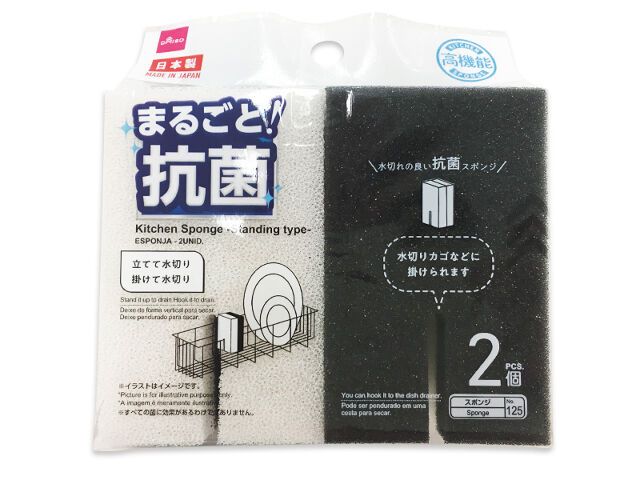 DAISO
日本製
MADE IN JAPAN
KITCHEN
高機能
SPONGE
まるごと!
抗菌
Kitchen Sponge -Standing type-
ESPONJA - 2UNID.
立てて水切り
掛けて水切り
Stand it up to drain.Hook it to drain.
Deixe da forma vertical para secar.
Deixe pendurado para secar.
※イラストはイメージです。
*Picture is for illustrative purpose only.
*A imagem é meramente ilustrativa.
※すべての菌に効果があるわけではありません。
水切れの良い抗菌スポンジ
水切りカゴなどに
掛けられます
2 PCS. 個
You can hook it to the dish drainer.
Pode ser pendurado em uma
cesta para secar.
スポンジ
Sponge
No.
125